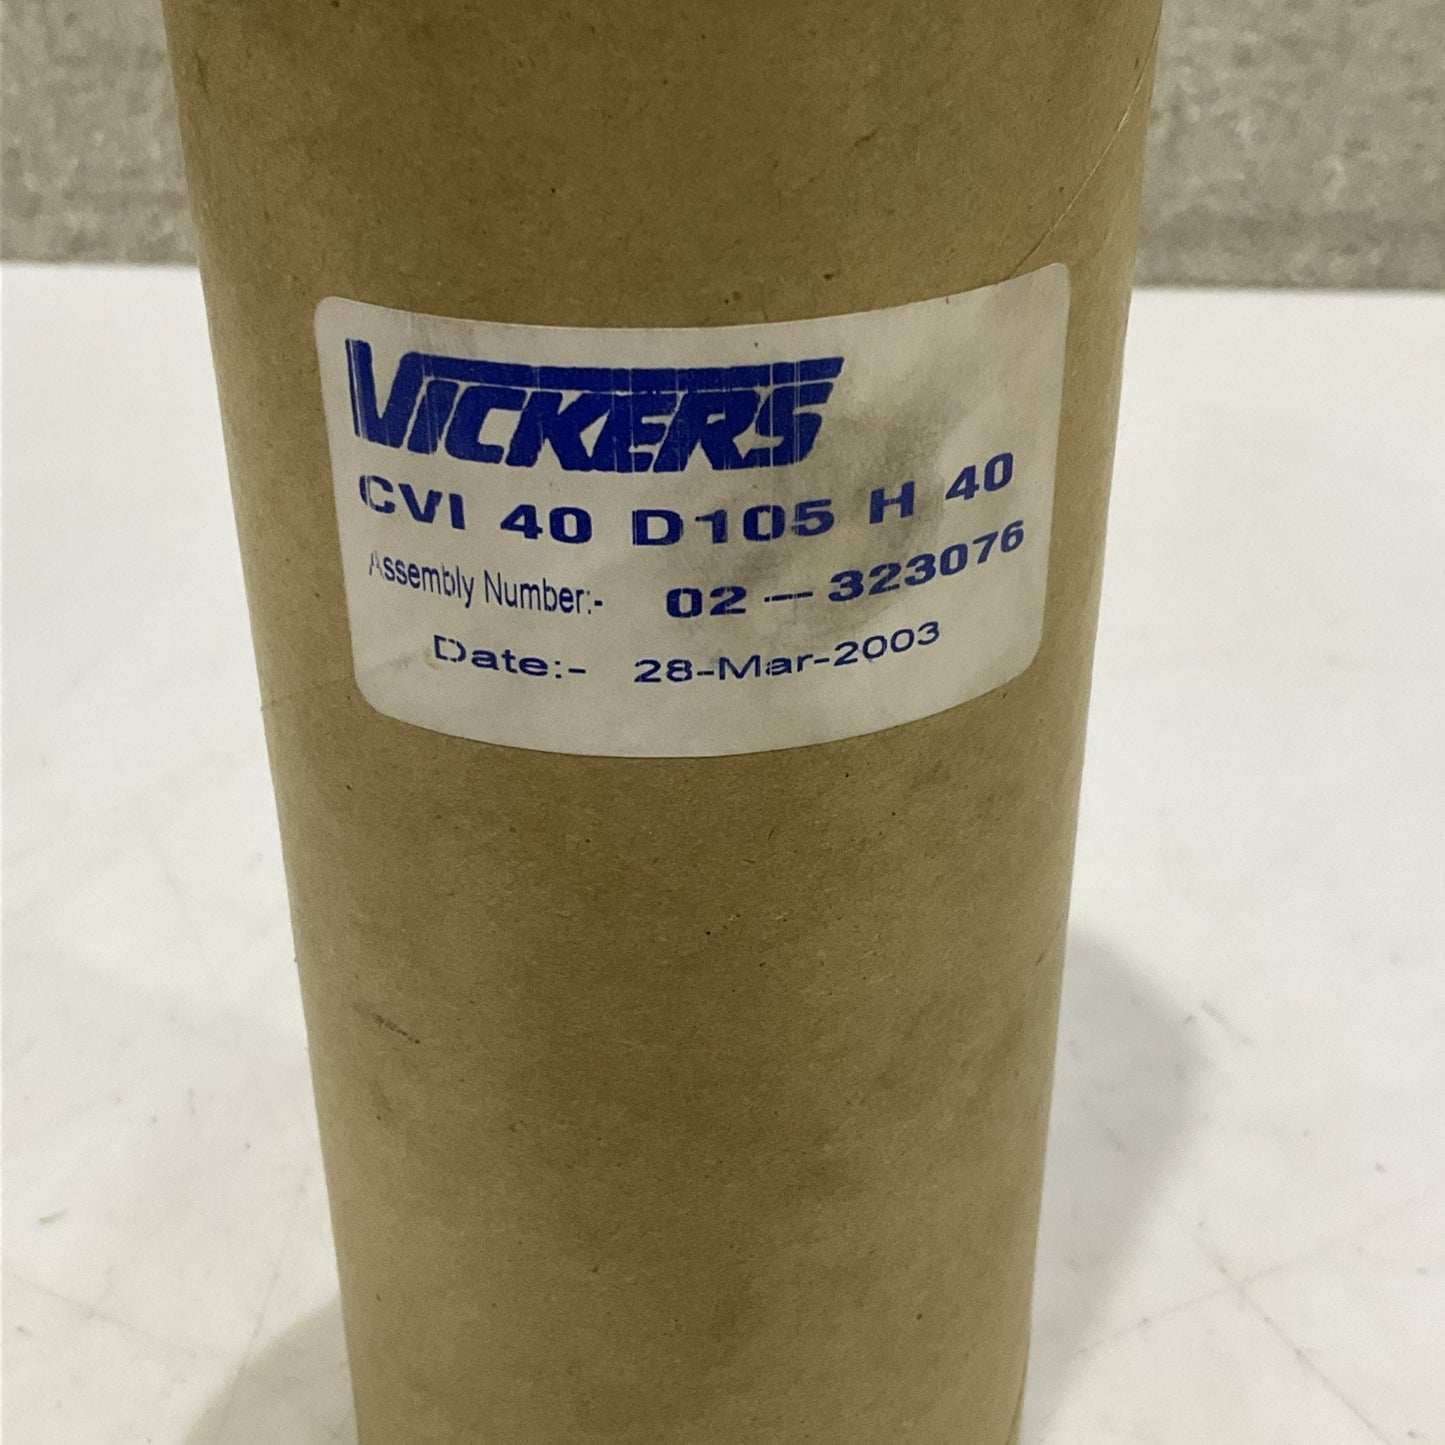 VICKERS
CVI 40 D105 H 40
Assembly Number:- 02-323076
Date:- 28-Mar-2003